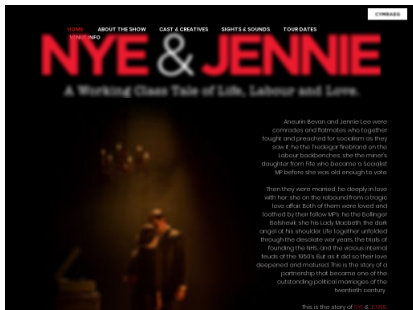 CYMRAEG
HOME ABOUT THE SHOW CAST & CREATIVES SIGHTS & SOUNDS TOUR DATES
INFO
NYE & JENNIE
A Working Class Tale of Life, Labour and Love.
Aneurin Bevan and Jennie Lee were
comrades and flatmates who together
fought and preached for socialism as they
saw it; he the Tredegar firebrand on the
Labour backbenches, she the miner's
daughter from Fife who became a Socialist
MP before she was old enough to vote.
Then they were married: he deeply in love
with her, she on the rebound from a tragic
love affair. Both of them were loved and
loathed by their fellow MPs; he the Bollinger
Bolshevik, she his Lady Macbeth, the dark
angel at his shoulder. Life together unfolded
through the desolate war years, the trials of
founding the NHS, and the vicious internal
feuds of the 1950's. But as it did so their love
deepened and matured. This is the story of a
partnership that became one of the
outstanding political marriages of the
twentieth century.
This is the story of NYE & JENNIE.